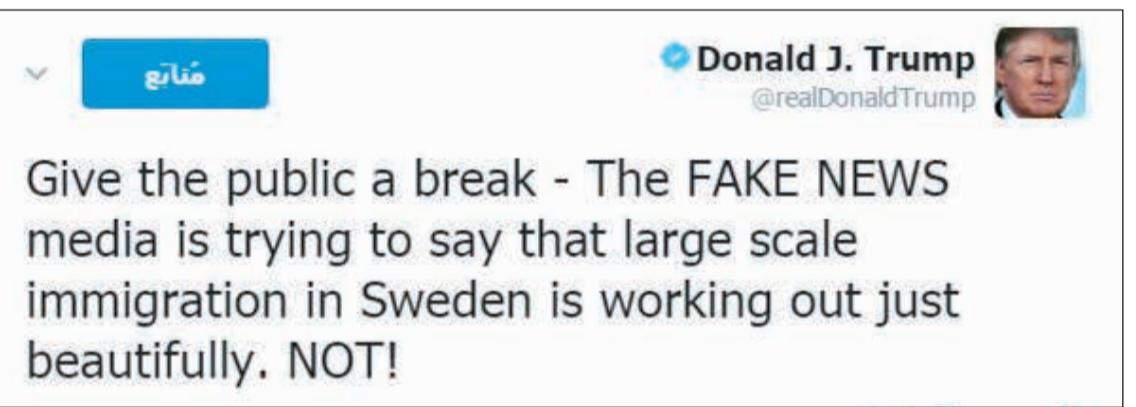 مُتابَع
Donald J. Trump
@realDonaldTrump
Give the public a break - The FAKE NEWS
media is trying to say that large scale
immigration in Sweden is working out just
beautifully. NOT!